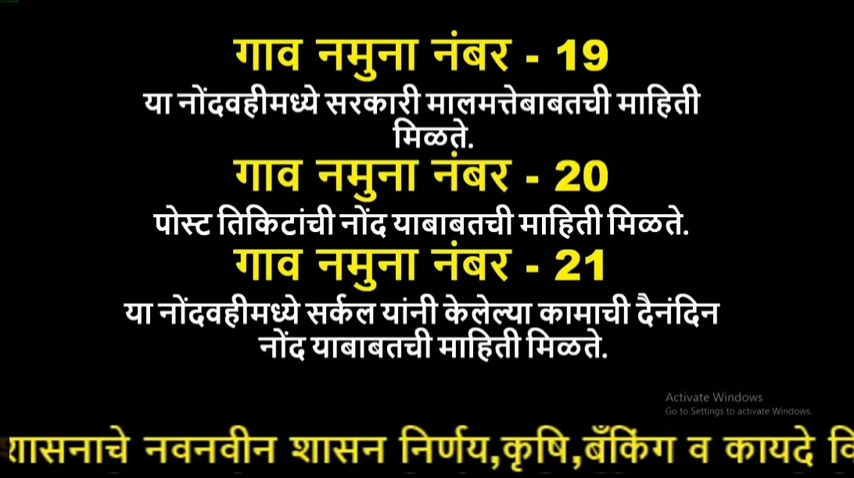 गाव नमुना नंबर - 19
या नोंदवहीमध्ये सरकारी मालमत्तेबाबतची माहिती
मिळते.
गाव नमुना नंबर - 20
पोस्ट तिकिटांची नोंद याबाबतची माहिती मिळते.
गाव नमुना नंबर - 21
या नोंदवहीमध्ये सर्कल यांनी केलेल्या कामाची दैनंदिन
नोंद याबाबतची माहिती मिळते.
Activate Windows
Go to Settings to activate Windows.
शासनाचे नवनवीन शासन निर्णय,कृषि,बँकिंग व कायदे